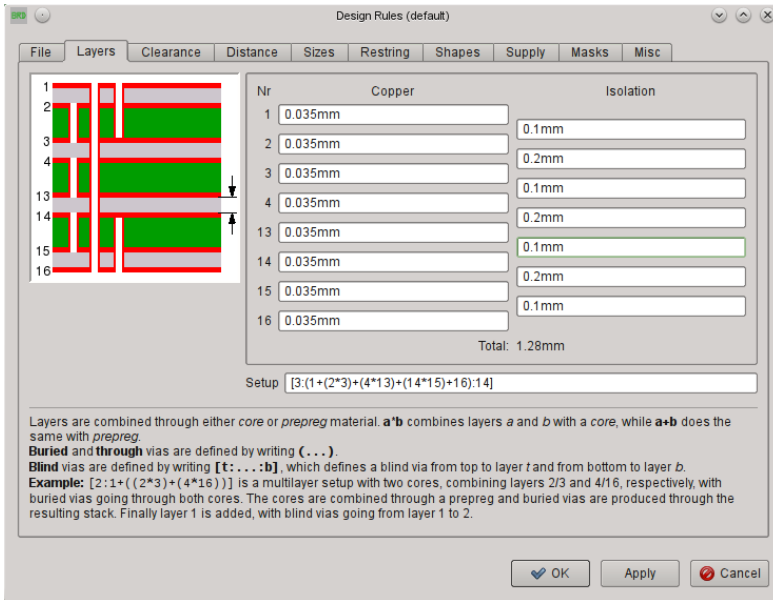 BRD
Design Rules (default)
File Layers Clearance Distance Sizes Restring Shapes Supply Masks Misc
1
2
3
4
13
14
15
16
Nr Copper Isolation
1 0.035mm
0.1mm
2 0.035mm
0.2mm
3 0.035mm
0.1mm
4 0.035mm
0.2mm
13 0.035mm
0.1mm
14 0.035mm
0.2mm
15 0.035mm
0.1mm
16 0.035mm
Total: 1.28mm
Setup [3:(1+(2*3)+(4*13)+(14*15)+16):14]
Layers are combined through either core or prepreg material. a*b combines layers a and b with a core, while a+b does the
same with prepreg.
Buried and through vias are defined by writing (...).
Blind vias are defined by writing [t:...:b], which defines a blind via from top to layer t and from bottom to layer b.
Example: [2:1+((2*3)+(4*16))] is a multilayer setup with two cores, combining layers 2/3 and 4/16, respectively, with
buried vias going through both cores. The cores are combined through a prepreg and buried vias are produced through the
resulting stack. Finally layer 1 is added, with blind vias going from layer 1 to 2.
OK Apply Cancel